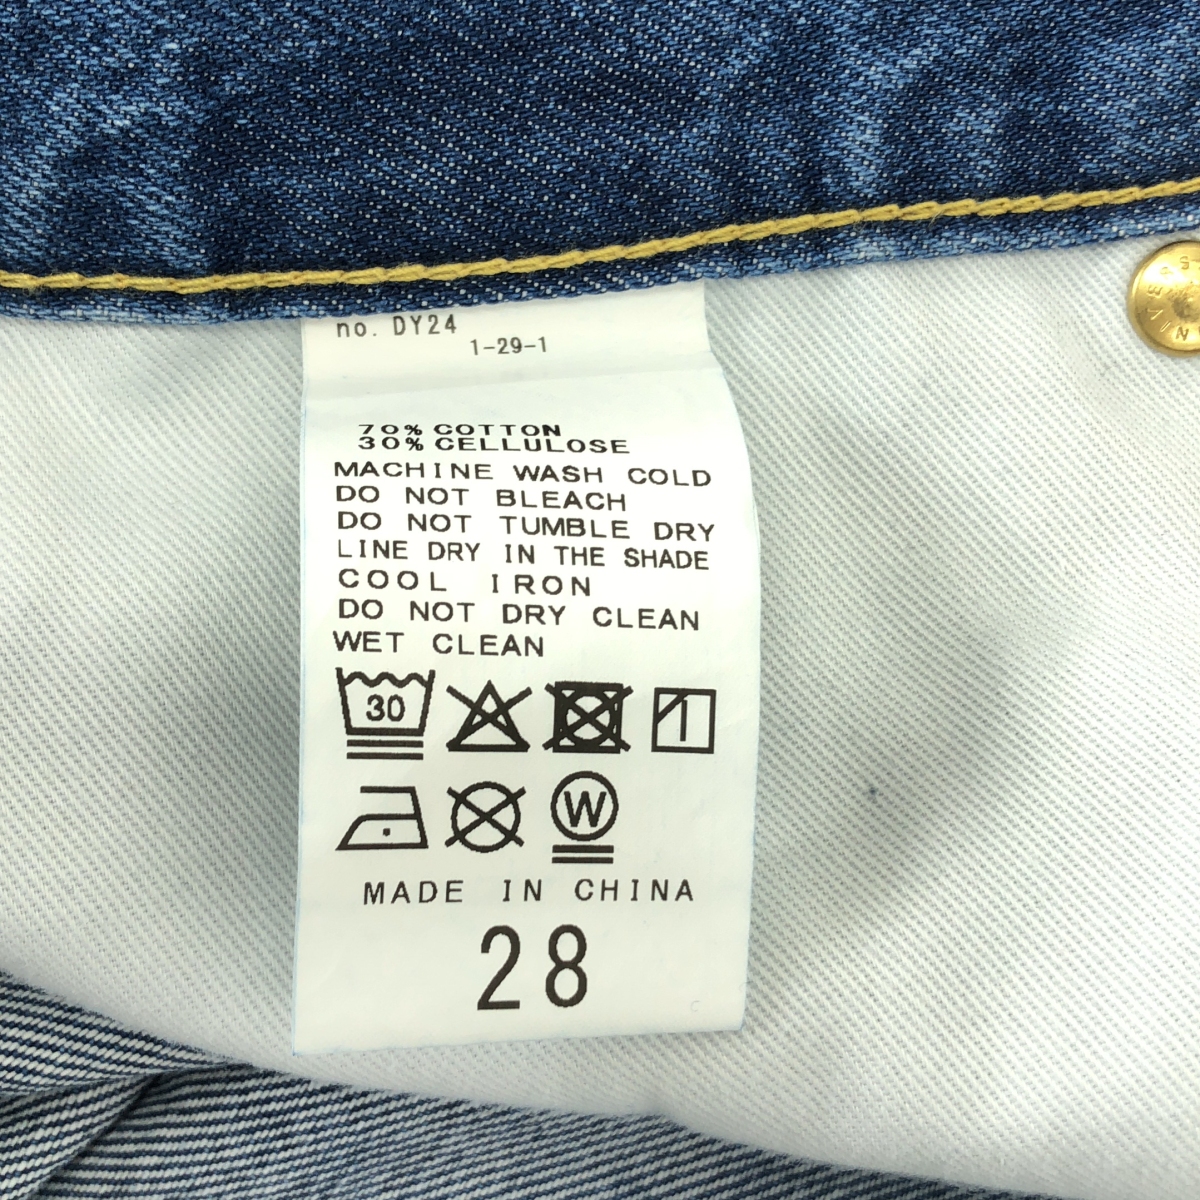 no. DY24
1-29-1
70% COTTON
30% CELLULOSE
MACHINE WASH COLD
DO NOT BLEACH
DO NOT TUMBLE DRY
LINE DRY IN THE SHADE
COOL IRON
DO NOT DRY CLEAN
WET CLEAN
30
W
MADE IN CHINA
28